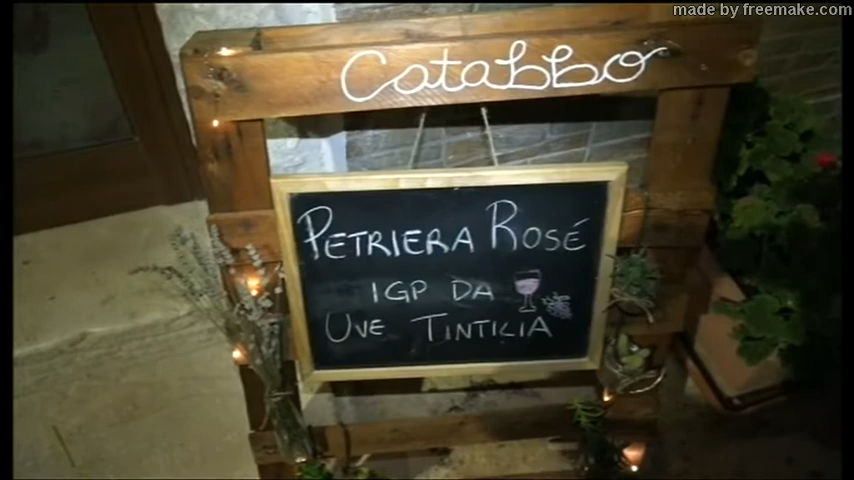 made by freemake.com
Catabbo
PETRIERA ROSÉ
IGP DA
UVE TINTILIA